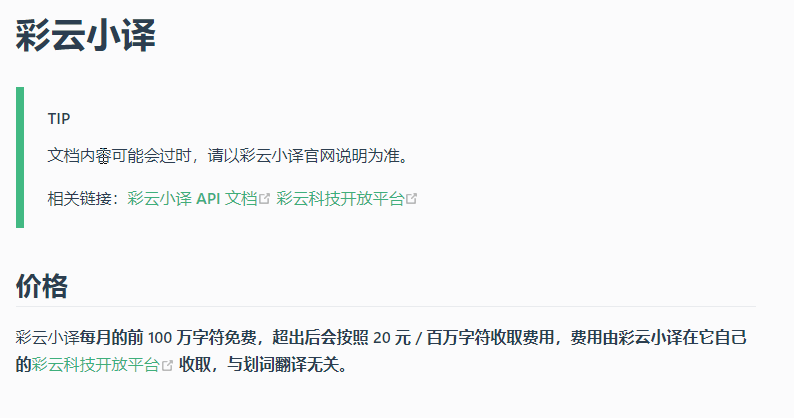 彩云小译
TIP
文档内容可能会过时，请以彩云小译官网说明为准。
相关链接：彩云小译 API 文档 彩云科技开放平台
价格
彩云小译每月的前 100 万字符免费，超出后会按照 20 元 / 百万字符收取费用，费用由彩云小译在它自己
的彩云科技开放平台 收取，与划词翻译无关。